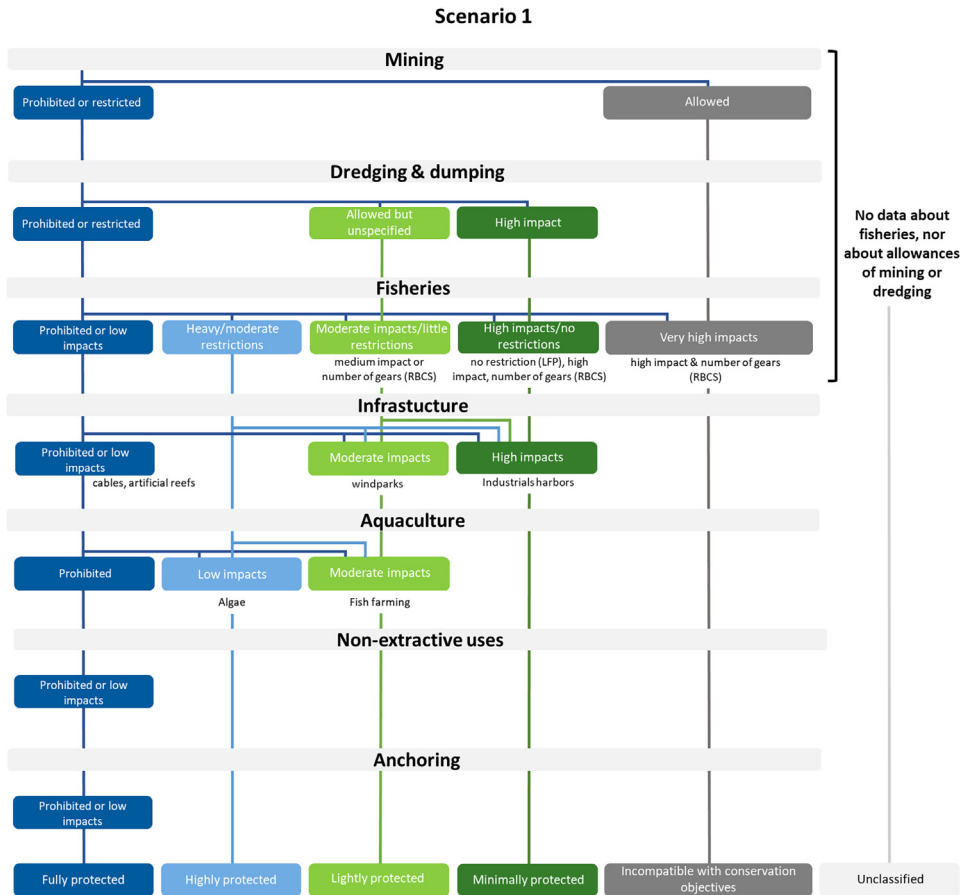 Scenario 1
Mining
Prohibited or restricted
Allowed
Dredging & dumping
Prohibited or restricted
Allowed but
unspecified
High impact
No data about
fisheries, nor
about allowances
of mining or
dredging
Fisheries
Prohibited or low
impacts
Heavy/moderate
restrictions
Moderate impacts/little
restrictions
High impacts/no
restrictions
Very high impacts
medium impact or
number of gears (RBCS)
no restriction (LFP), high
impact, number of gears (RBCS)
high impact & number of gears
(RBCS)
Infrastucture
Prohibited or low
impacts
Moderate impacts
High impacts
cables, artificial reefs
windparks
Industrials harbors
Aquaculture
Prohibited
Low impacts
Moderate impacts
Algae
Fish farming
Non-extractive uses
Prohibited or low
impacts
Anchoring
Prohibited or low
impacts
Fully protected
Highly protected
Lightly protected
Minimally protected
Incompatible with conservation
objectives
Unclassified